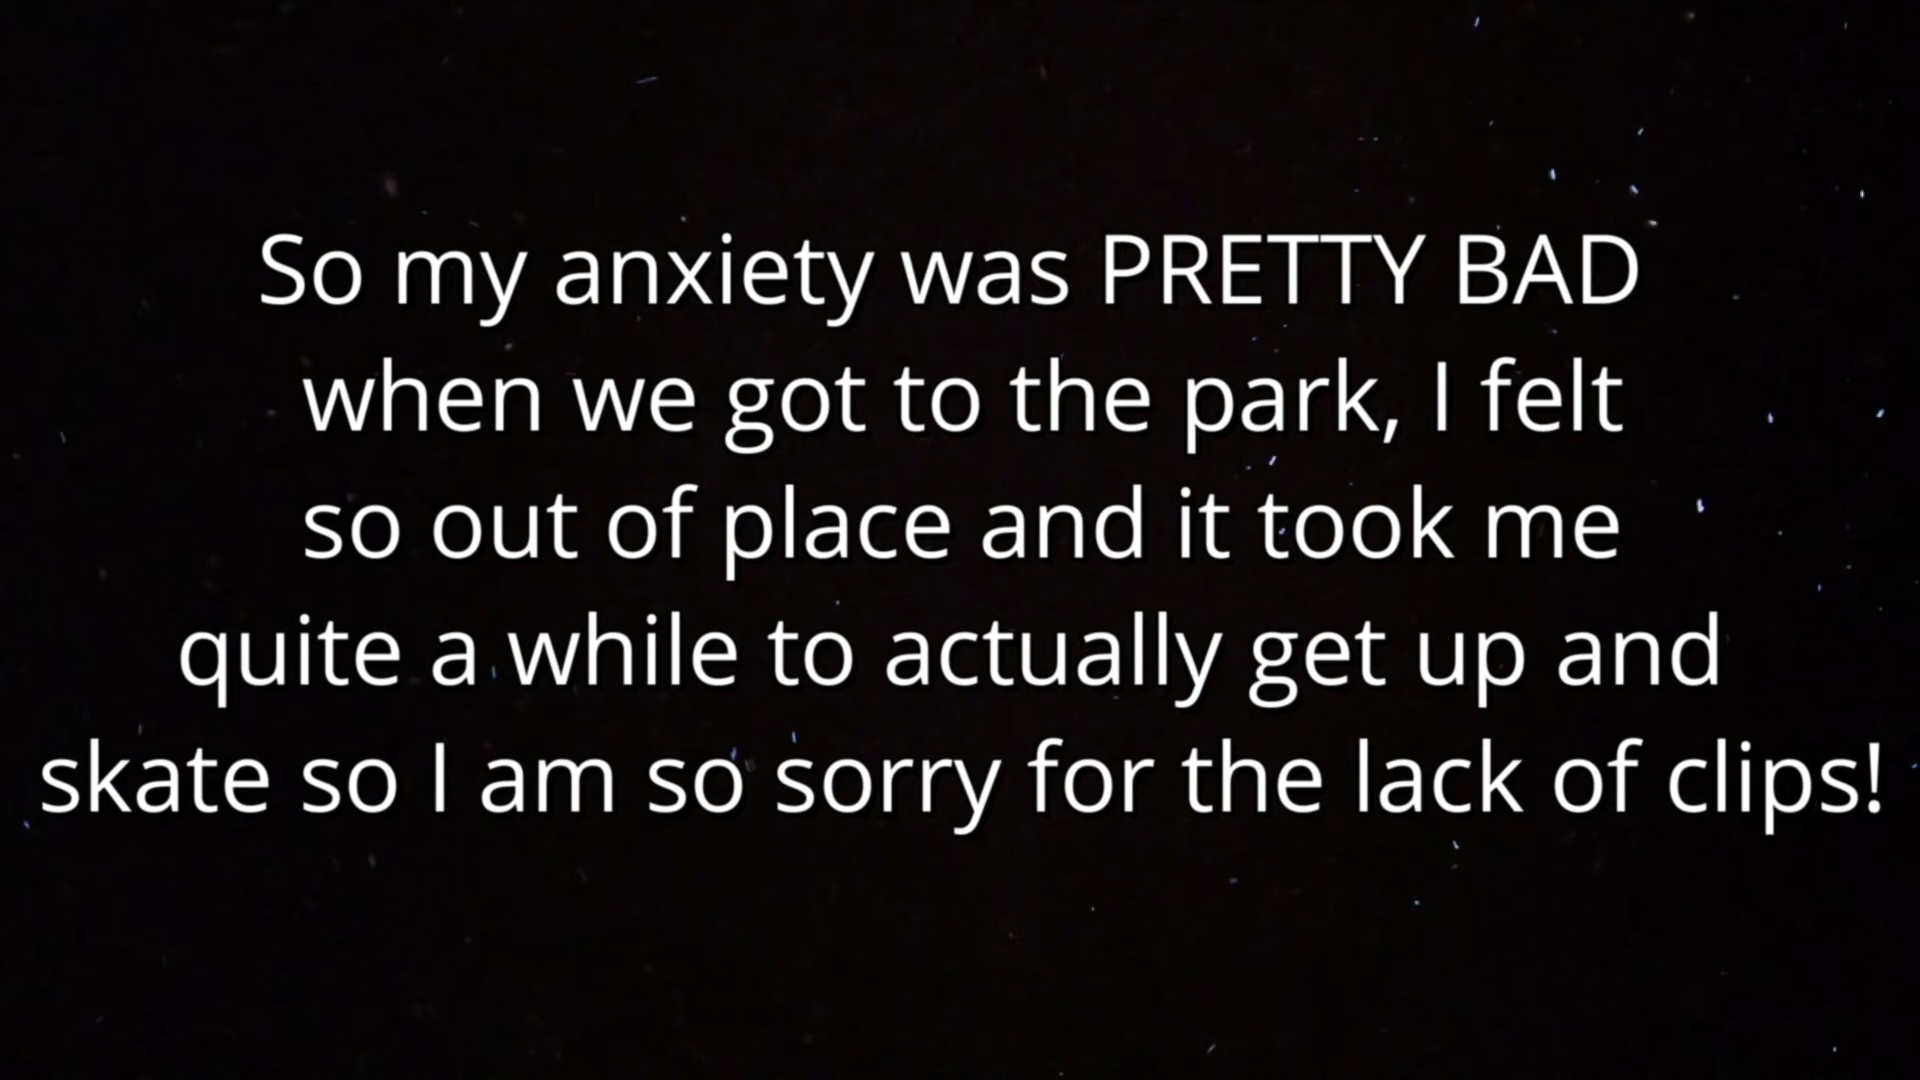 So my anxiety was PRETTY BAD
when we got to the park, I felt
so out of place and it took me
quite a while to actually get up and
skate so I am so sorry for the lack of clips!